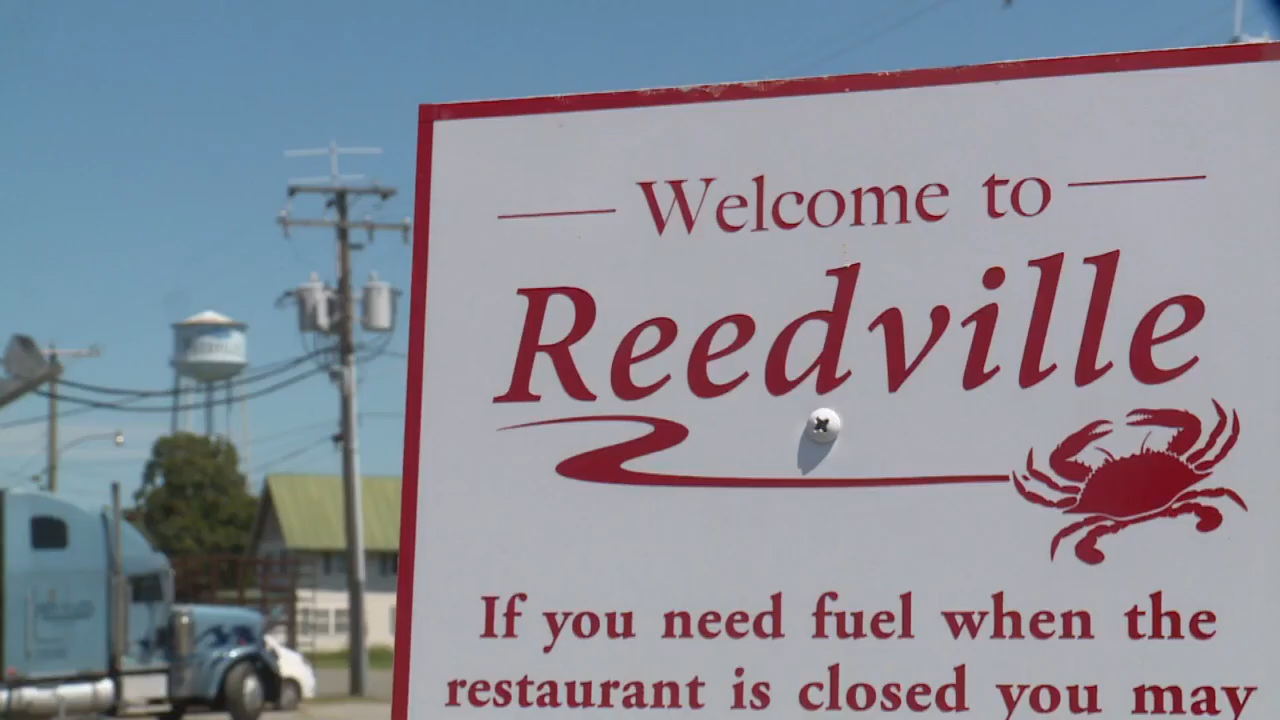 Welcome to
Reedville
If you need fuel when the
restaurant is closed you may